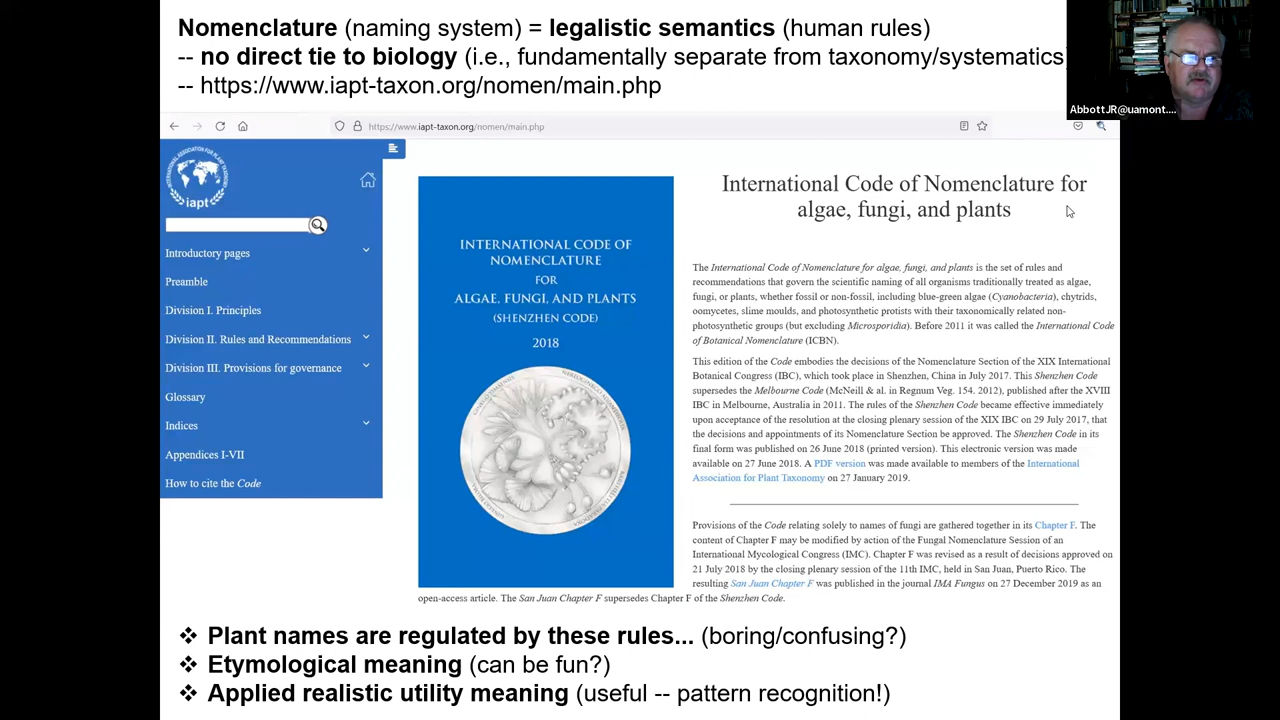 Nomenclature (naming system) = legalistic semantics (human rules)
-- no direct tie to biology (i.e., fundamentally separate from taxonomy/systematics)
-- https://www.iapt-taxon.org/nomen/main.php
AbbottJR@uamont....
https://www.iapt-taxon.org/nomen/main.php
INTERNATIONAL ASSOCIATION FOR PLANT TAXONOMY
iapt
Introductory pages
Preamble
Division I. Principles
Division II. Rules and Recommendations
Division III. Provisions for governance
Glossary
Indices
Appendices I-VII
How to cite the Code
INTERNATIONAL CODE OF
NOMENCLATURE
FOR
ALGAE, FUNGI, AND PLANTS
(SHENZHEN CODE)
2018
International Code of Nomenclature for
algae, fungi, and plants
The International Code of Nomenclature for algae, fungi, and plants is the set of rules and
recommendations that govern the scientific naming of all organisms traditionally treated as algae,
fungi, or plants, whether fossil or non-fossil, including blue-green algae (Cyanobacteria), chytrids,
oomycetes, slime moulds, and photosynthetic protists with their taxonomically related non-
photosynthetic groups (but excluding Microsporidia). Before 2011 it was called the International Code
of Botanical Nomenclature (ICBN).
This edition of the Code embodies the decisions of the Nomenclature Section of the XIX International
Botanical Congress (IBC), which took place in Shenzhen, China in July 2017. This Shenzhen Code
supersedes the Melbourne Code (McNeill & al. in Regnum Veg. 154. 2012), published after the XVIII
IBC in Melbourne, Australia in 2011. The rules of the Shenzhen Code became effective immediately
upon acceptance of the resolution at the closing plenary session of the XIX IBC on 29 July 2017, that
the decisions and appointments of its Nomenclature Section be approved. The Shenzhen Code in its
final form was published on 26 June 2018 (printed version). This electronic version was made
available on 27 June 2018. A PDF version was made available to members of the International
Association for Plant Taxonomy on 27 January 2019.
Provisions of the Code relating solely to names of fungi are gathered together in its Chapter F. The
content of Chapter F may be modified by action of the Fungal Nomenclature Session of an
International Mycological Congress (IMC). Chapter F was revised as a result of decisions approved on
21 July 2018 by the closing plenary session of the 11th IMC, held in San Juan, Puerto Rico. The
resulting San Juan Chapter F was published in the journal IMA Fungus on 27 December 2019 as an
open-access article. The San Juan Chapter F supersedes Chapter F of the Shenzhen Code.
❖ Plant names are regulated by these rules... (boring/confusing?)
❖ Etymological meaning (can be fun?)
❖ Applied realistic utility meaning (useful -- pattern recognition!)